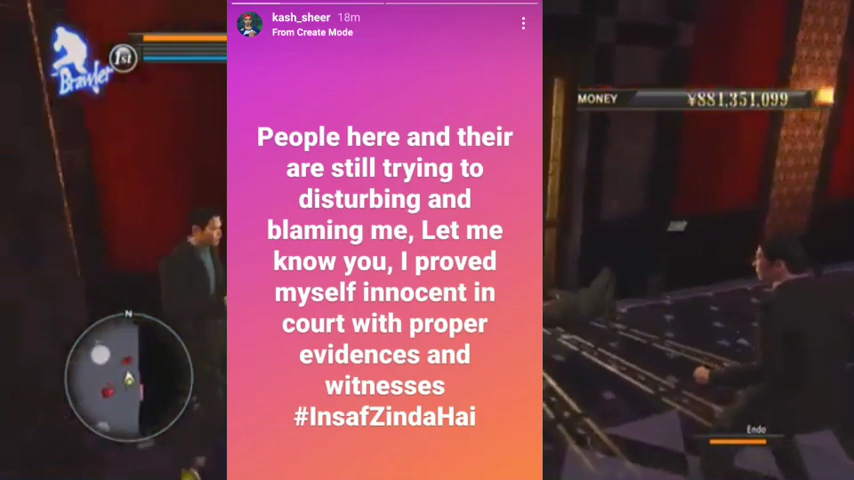 Brawler
1st
kash_sheer 18m
From Create Mode
MONEY ¥881,351,099
People here and their
are still trying to
disturbing and
blaming me, Let me
know you, I proved
myself innocent in
court with proper
evidences and
witnesses
#InsafZindaHai
N
Endo